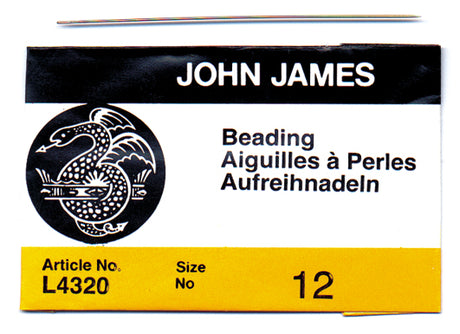 JOHN JAMES
Beading
Aiguilles à Perles
Aufreihnadeln
Article No. Size
L4320 No 12